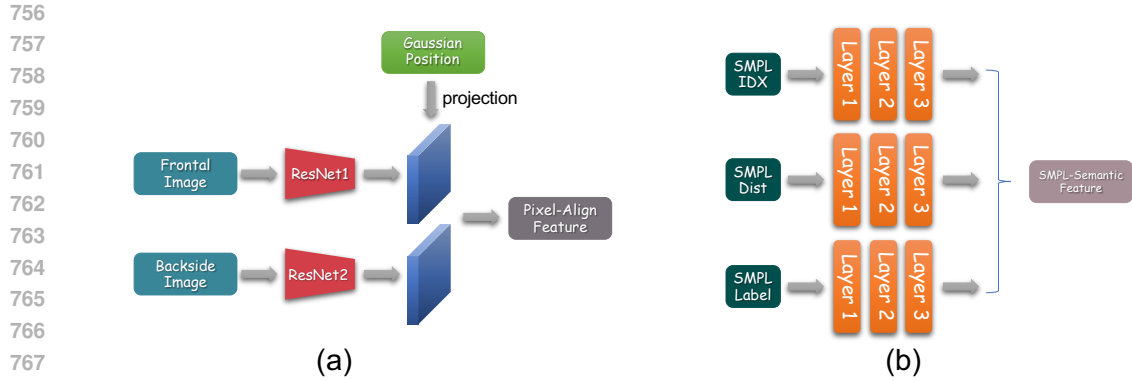 756
757
758
759
760
761
762
763
764
765
766
767
Gaussian
Position
projection
Frontal
Image
ResNet1
Pixel-Align
Feature
Backside
Image
ResNet2
(a)
SMPL
IDX
Layer 1
Layer 2
Layer 3
SMPL
Dist
Layer 1
Layer 2
Layer 3
SMPL-Semantic
Feature
SMPL
Label
Layer 1
Layer 2
Layer 3
(b)